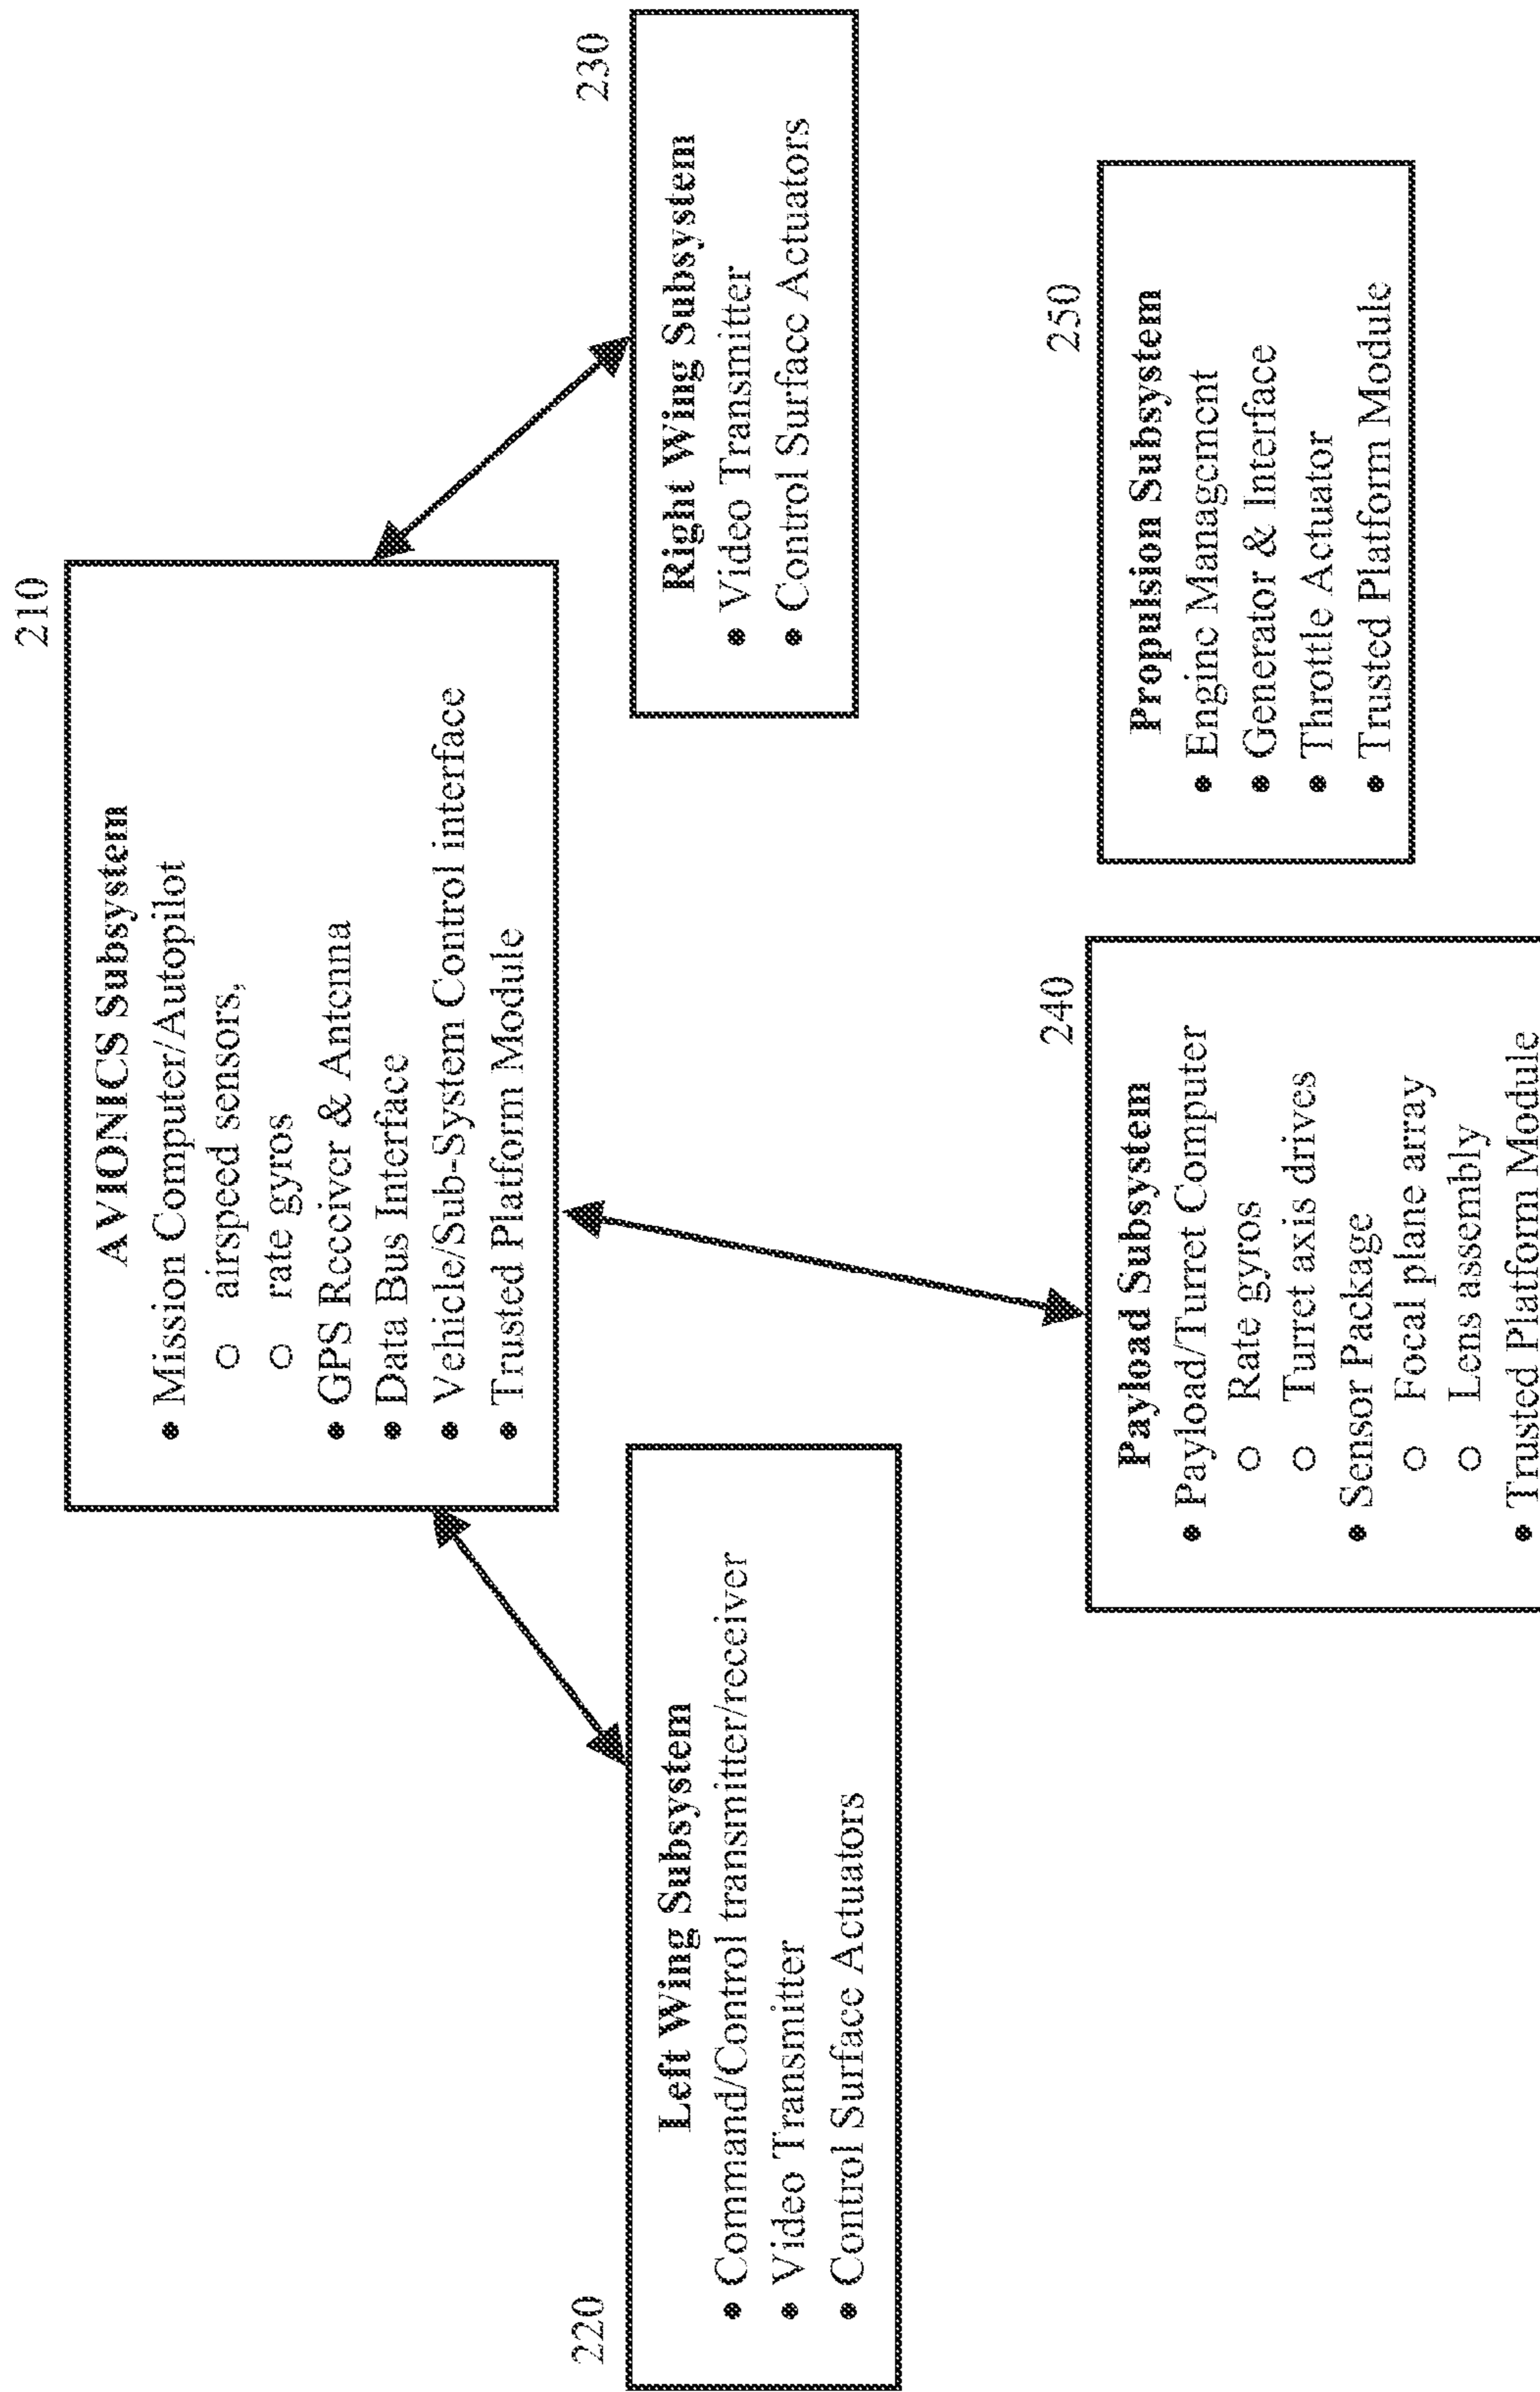 210
AVIONICS Subsystem
• Mission Computer/Autopilot
○ airspeed sensors,
○ rate gyros
• GPS Receiver & Antenna
• Data Bus Interface
• Vehicle/Sub-System Control interface
• Trusted Platform Module
220
Left Wing Subsystem
• Command/Control transmitter/receiver
• Video Transmitter
• Control Surface Actuators
230
Right Wing Subsystem
• Video Transmitter
• Control Surface Actuators
240
Payload Subsystem
• Payload/Turret Computer
○ Rate gyros
○ Turret axis drives
• Sensor Package
○ Focal plane array
○ Lens assembly
• Trusted Platform Module
250
Propulsion Subsystem
• Engine Management
• Generator & Interface
• Throttle Actuator
• Trusted Platform Module